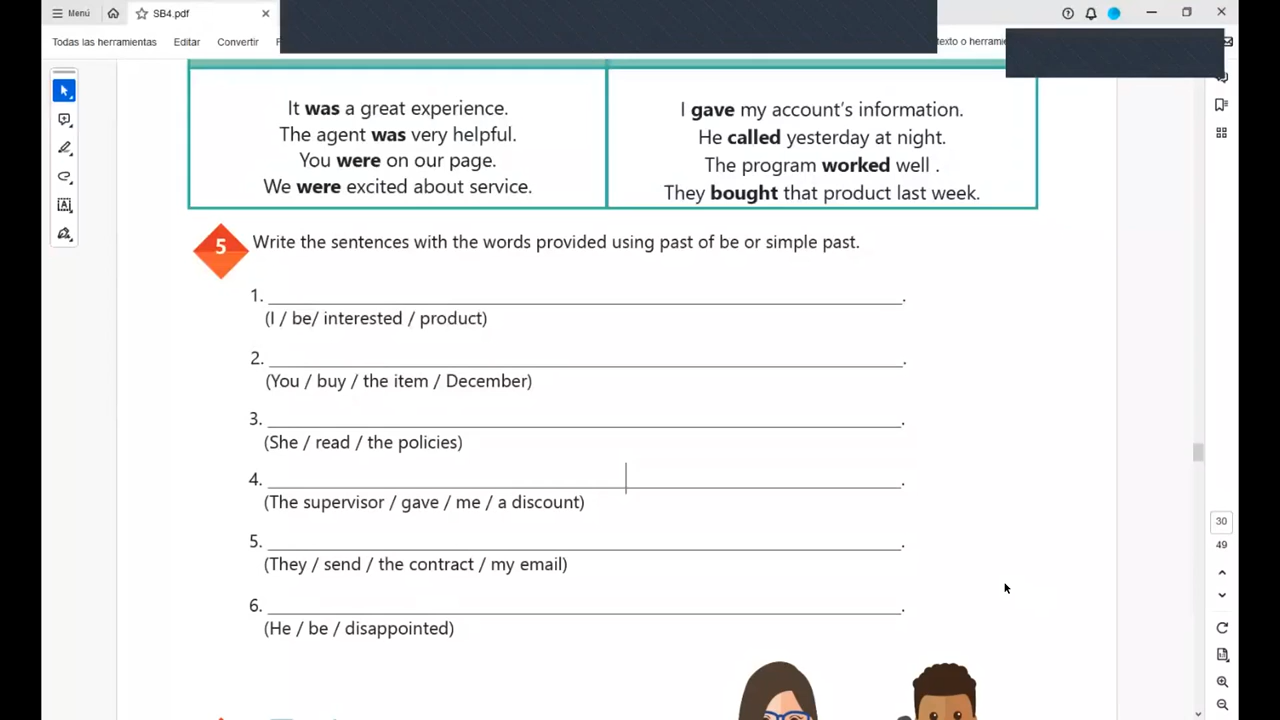 Menú
SB4.pdf
Todas las herramientas
Editar
Convertir
texto o herramie
It was a great experience.
The agent was very helpful.
You were on our page.
We were excited about service.
I gave my account's information.
He called yesterday at night.
The program worked well .
They bought that product last week.
5
Write the sentences with the words provided using past of be or simple past.
1. .
(I / be/ interested / product)
2. .
(You / buy / the item / December)
3. .
(She / read / the policies)
4. .
(The supervisor / gave / me / a discount)
5. .
(They / send / the contract / my email)
6. .
(He / be / disappointed)
30
49